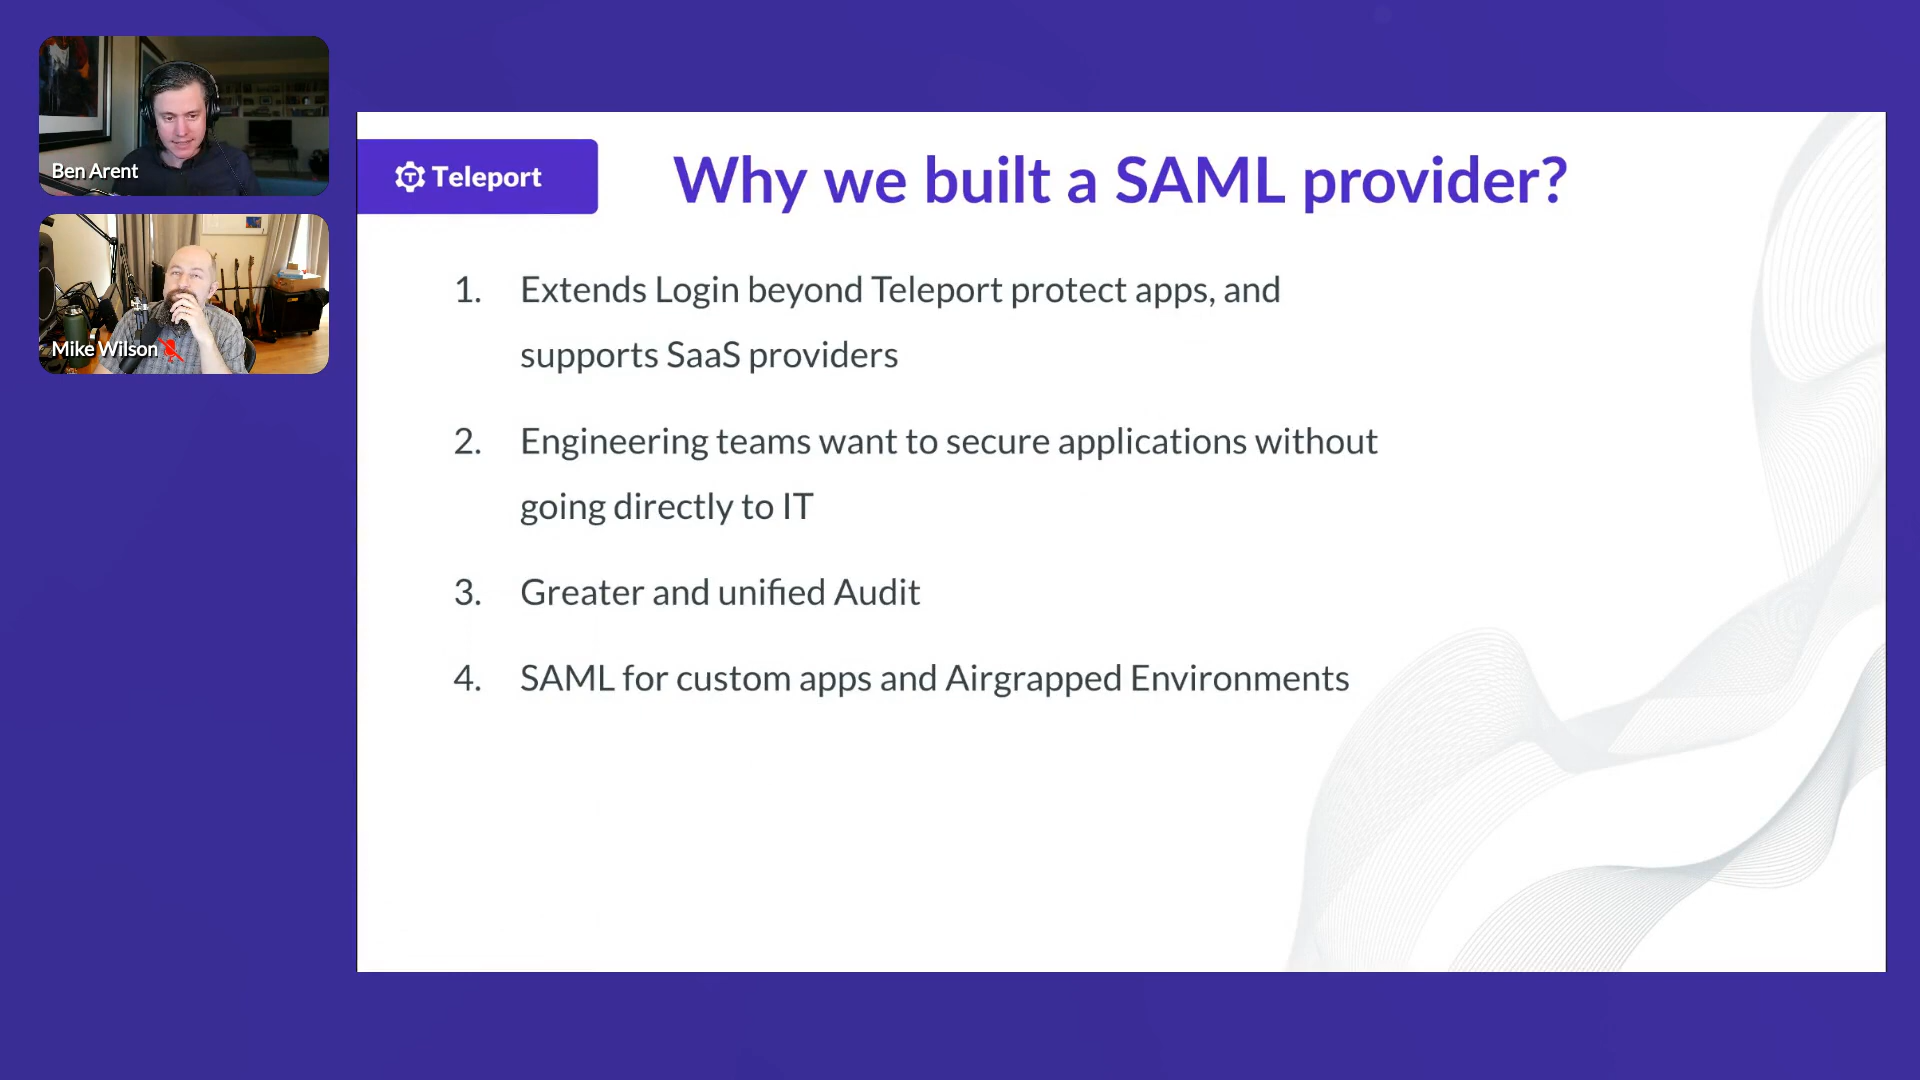 Ben Arent
Mike Wilson
Teleport
Why we built a SAML provider?
1. Extends Login beyond Teleport protect apps, and
supports SaaS providers
2. Engineering teams want to secure applications without
going directly to IT
3. Greater and unified Audit
4. SAML for custom apps and Airgrapped Environments